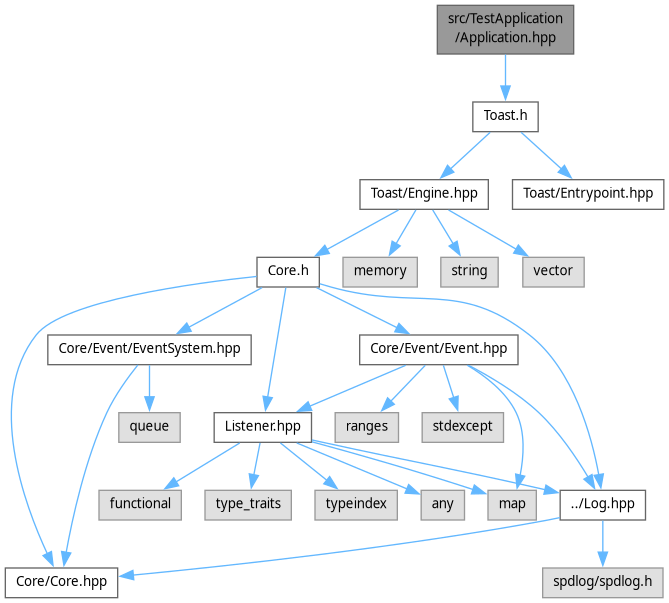 src/TestApplication
/Application.hpp
Toast.h
Toast/Engine.hpp
Toast/Entrypoint.hpp
Core.h
memory
string
vector
Core/Event/EventSystem.hpp
Core/Event/Event.hpp
queue
Listener.hpp
ranges
stdexcept
functional
type_traits
typeindex
any
map
../Log.hpp
Core/Core.hpp
spdlog/spdlog.h